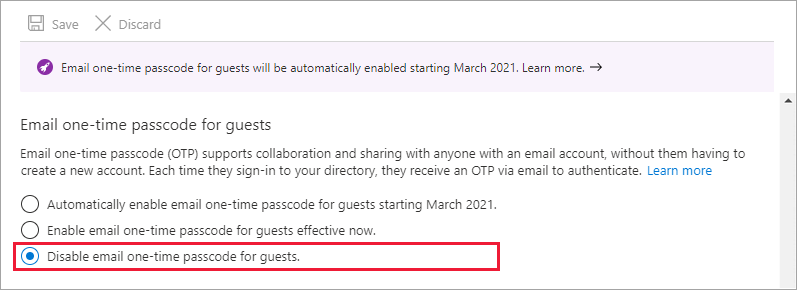 Save Discard
Email one-time passcode for guests will be automatically enabled starting March 2021. Learn more. →
Email one-time passcode for guests
Email one-time passcode (OTP) supports collaboration and sharing with anyone with an email account, without them having to
create a new account. Each time they sign-in to your directory, they receive an OTP via email to authenticate. Learn more
Automatically enable email one-time passcode for guests starting March 2021.
Enable email one-time passcode for guests effective now.
Disable email one-time passcode for guests.